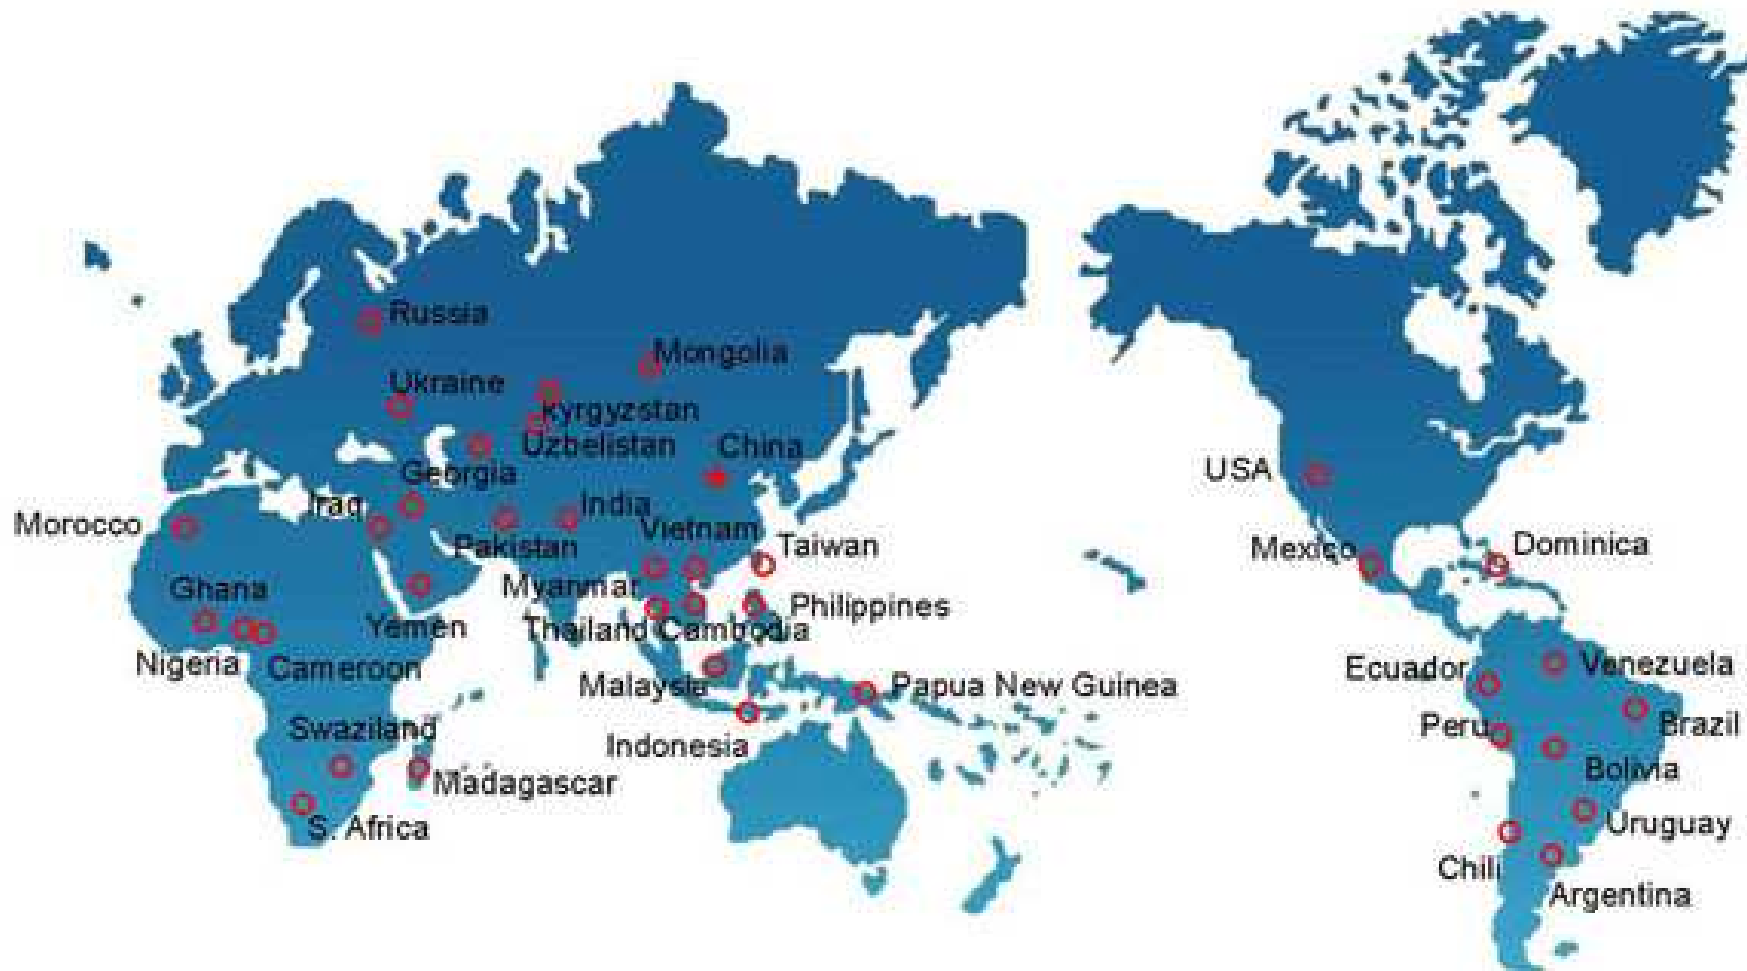 Russia
Mongolia
Ukraine
Kyrgyzstan
Uzbelistan
China
Georgia
USA
Iraq
India
Morocco
Vietnam
Pakistan
Taiwan
Mexico
Dominica
Myanmar
Ghana
Philippines
Yemen
Thailand Cambodia
Nigeria
Cameroon
Ecuador
Venezuela
Malaysia
Papua New Guinea
Swaziland
Peru
Brazil
Indonesia
Bolivia
Madagascar
S. Africa
Uruguay
Chili
Argentina